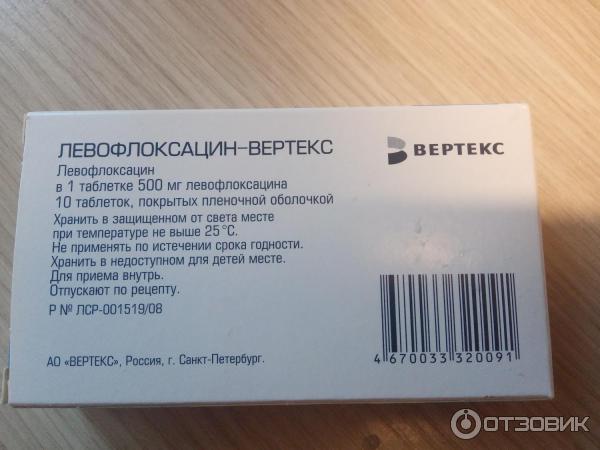 ЛЕВОФЛОКСАЦИН-ВЕРТЕКС
ВЕРТЕКС
Левофлоксацин
в 1 таблетке 500 мг левофлоксацина
10 таблеток, покрытых пленочной оболочкой
Хранить в защищенном от света месте
при температуре не выше 25 °С.
Не применять по истечении срока годности.
Хранить в недоступном для детей месте.
Для приема внутрь.
Отпускают по рецепту.
Р № ЛСР-001519/08
АО «ВЕРТЕКС», Россия, г. Санкт-Петербург.
4 670033 320091
ОТЗОВИК